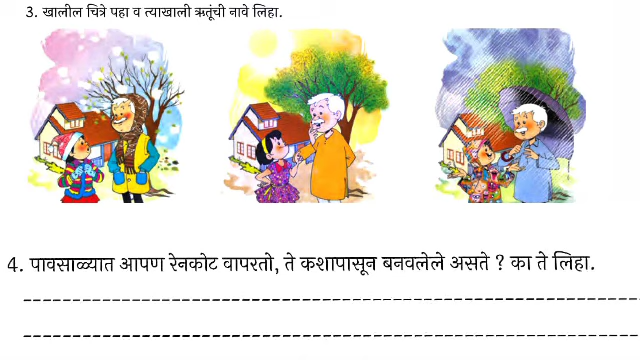 3. खालील चित्रे पहा व त्याखाली ऋतूंची नावे लिहा.
4. पावसाळ्यात आपण रेनकोट वापरतो, ते कशापासून बनवलेले असते ? का ते लिहा.